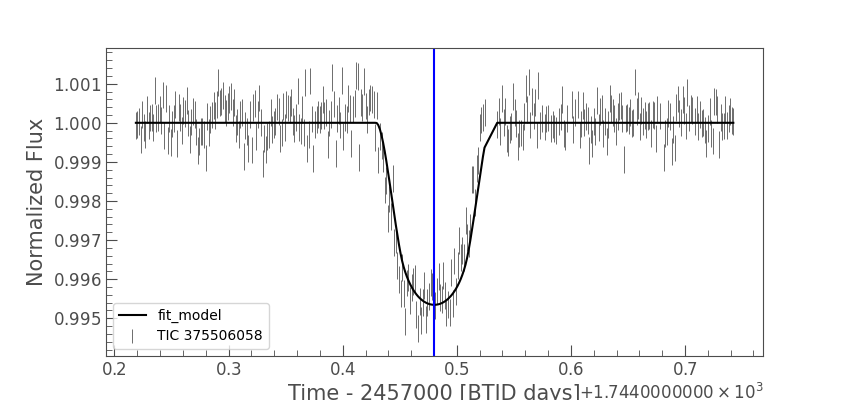 Normalized Flux
1.001
1.000
0.999
0.998
0.997
0.996
0.995
fit_model
TIC 375506058
0.2 0.3 0.4 0.5 0.6 0.7
Time - 2457000 [BTJD days]
+1.7440000000 × 10³